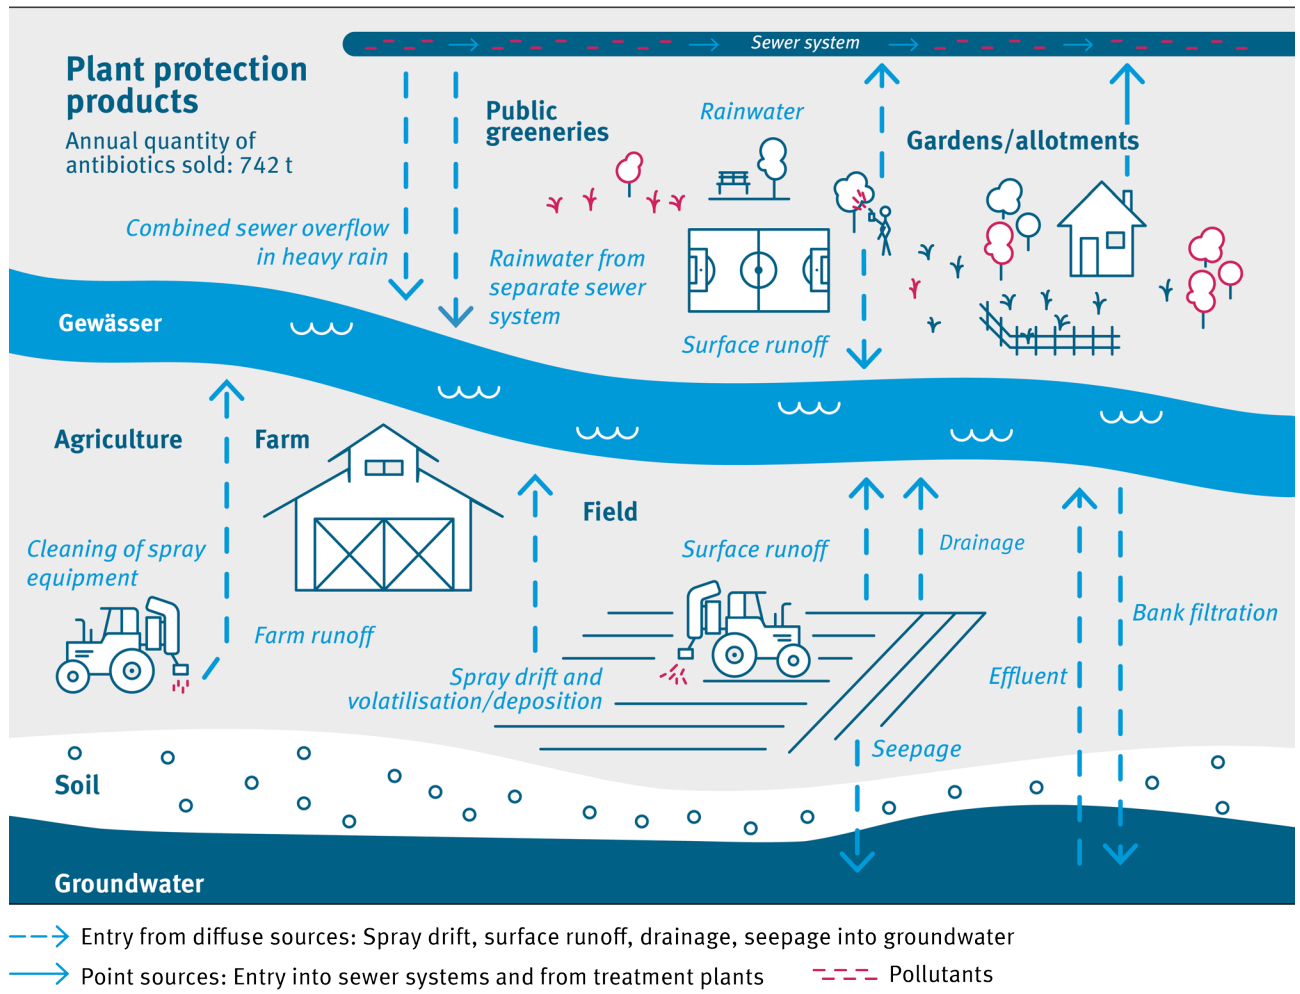 Sewer system
Plant protection
products
Annual quantity of
antibiotics sold: 742 t
Public
greeneries
Rainwater
Gardens/allotments
Combined sewer overflow
in heavy rain
Rainwater from
separate sewer
system
Surface runoff
Gewässer
Agriculture
Farm
Field
Cleaning of spray
equipment
Farm runoff
Surface runoff
Drainage
Bank filtration
Effluent
Spray drift and
volatilisation/deposition
Seepage
Soil
Groundwater
Entry from diffuse sources: Spray drift, surface runoff, drainage, seepage into groundwater
Point sources: Entry into sewer systems and from treatment plants
Pollutants